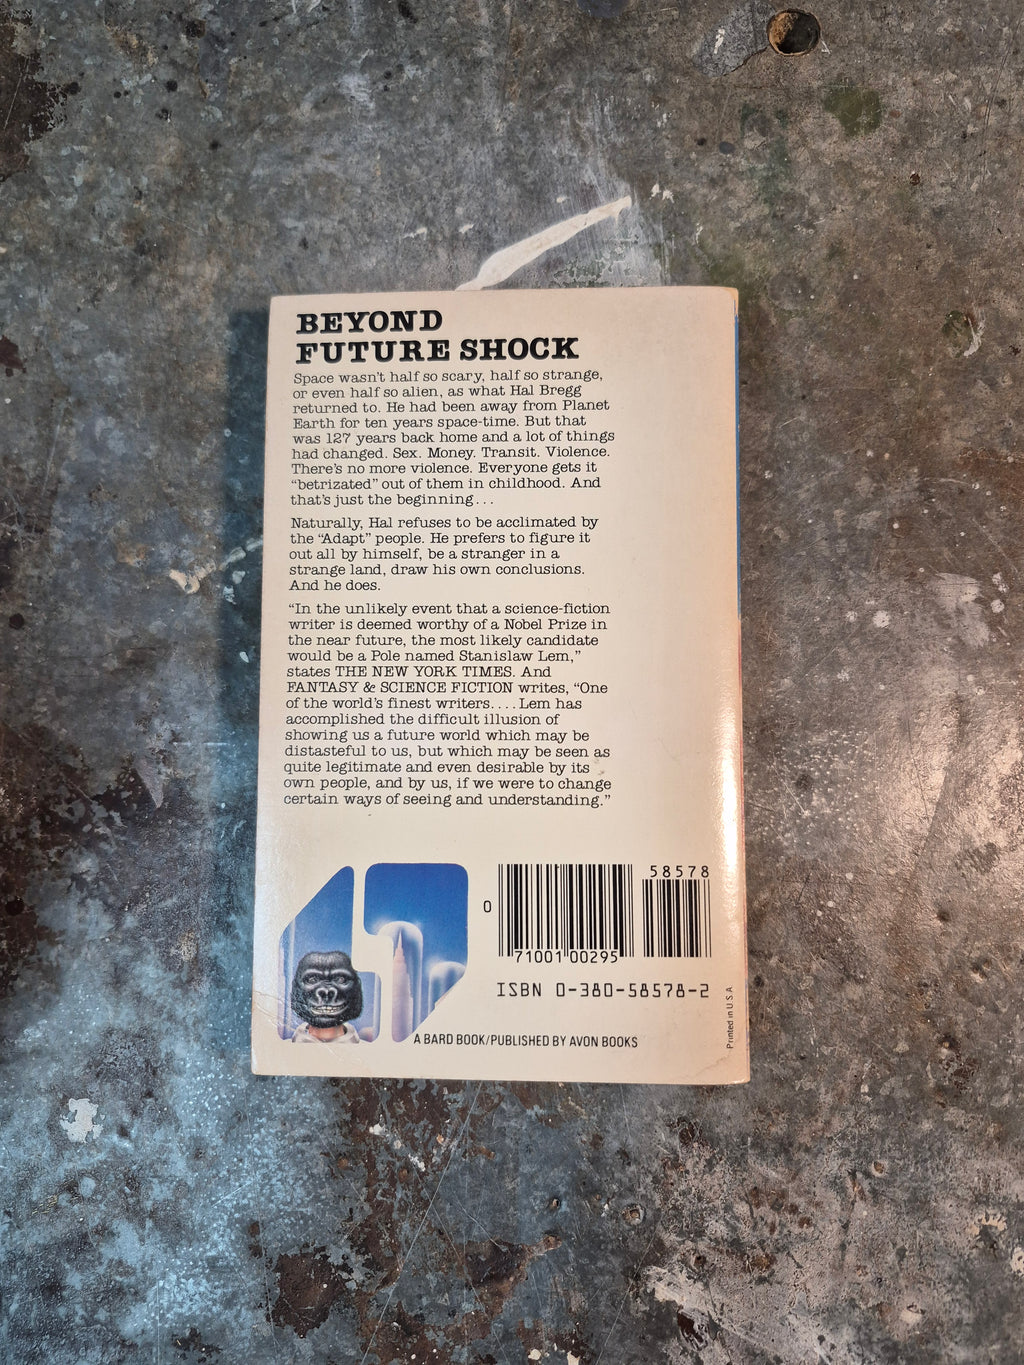 BEYOND
FUTURE SHOCK
Space wasn't half so scary, half so strange,
or even half so alien, as what Hal Bregg
returned to. He had been away from Planet
Earth for ten years space-time. But that
was 127 years back home and a lot of things
had changed. Sex. Money. Transit. Violence.
There's no more violence. Everyone gets it
“betrizated” out of them in childhood. And
that's just the beginning...
Naturally, Hal refuses to be acclimated by
the “Adapt” people. He prefers to figure it
out all by himself, be a stranger in a
strange land, draw his own conclusions.
And he does.
“In the unlikely event that a science-fiction
writer is deemed worthy of a Nobel Prize in
the near future, the most likely candidate
would be a Pole named Stanislaw Lem,”
states THE NEW YORK TIMES. And
FANTASY & SCIENCE FICTION writes, “One
of the world's finest writers.... Lem has
accomplished the difficult illusion of
showing us a future world which may be
distasteful to us, but which may be seen as
quite legitimate and even desirable by its
own people, and by us, if we were to change
certain ways of seeing and understanding.”
58578
0
71001 00295
ISBN 0-380-58578-2
A BARD BOOK/PUBLISHED BY AVON BOOKS
Printed in U.S.A.